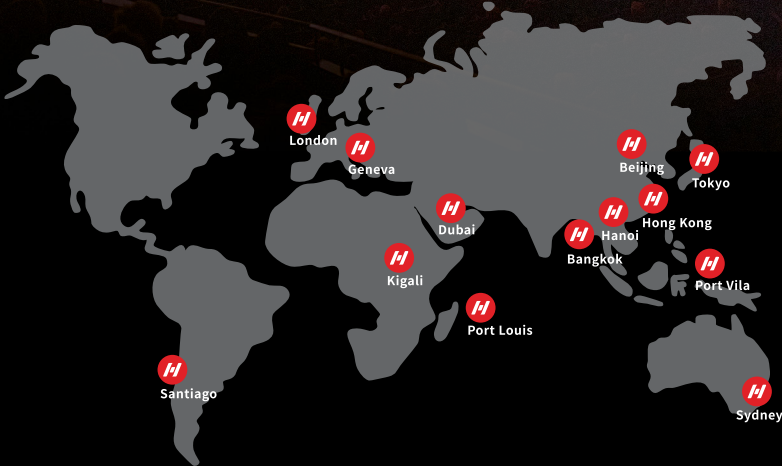 London
Geneva
Beijing
Tokyo
Dubai
Hong Kong
Hanoi
Bangkok
Kigali
Port Vila
Port Louis
Santiago
Sydney